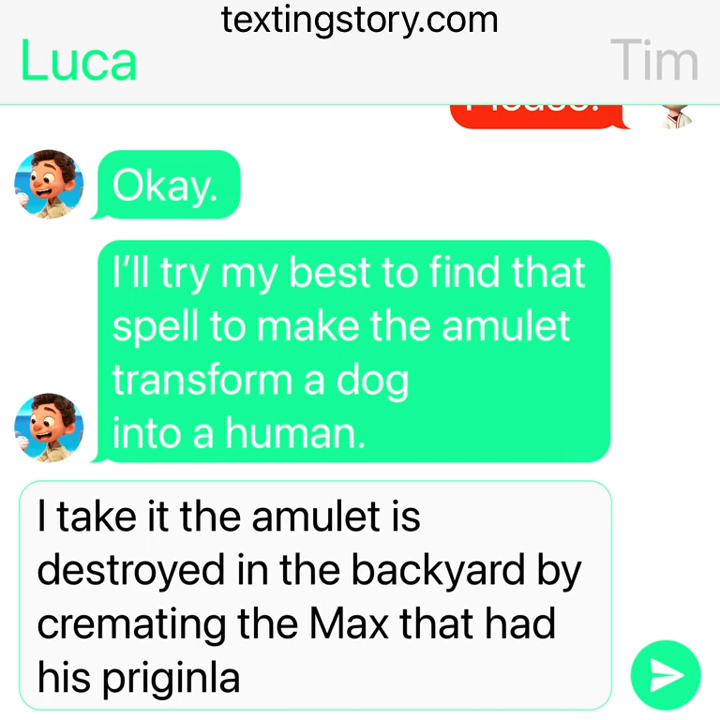 textingstory.com
Luca
Tim
Okay.
I'll try my best to find that
spell to make the amulet
transform a dog
into a human.
I take it the amulet is
destroyed in the backyard by
cremating the Max that had
his priginla